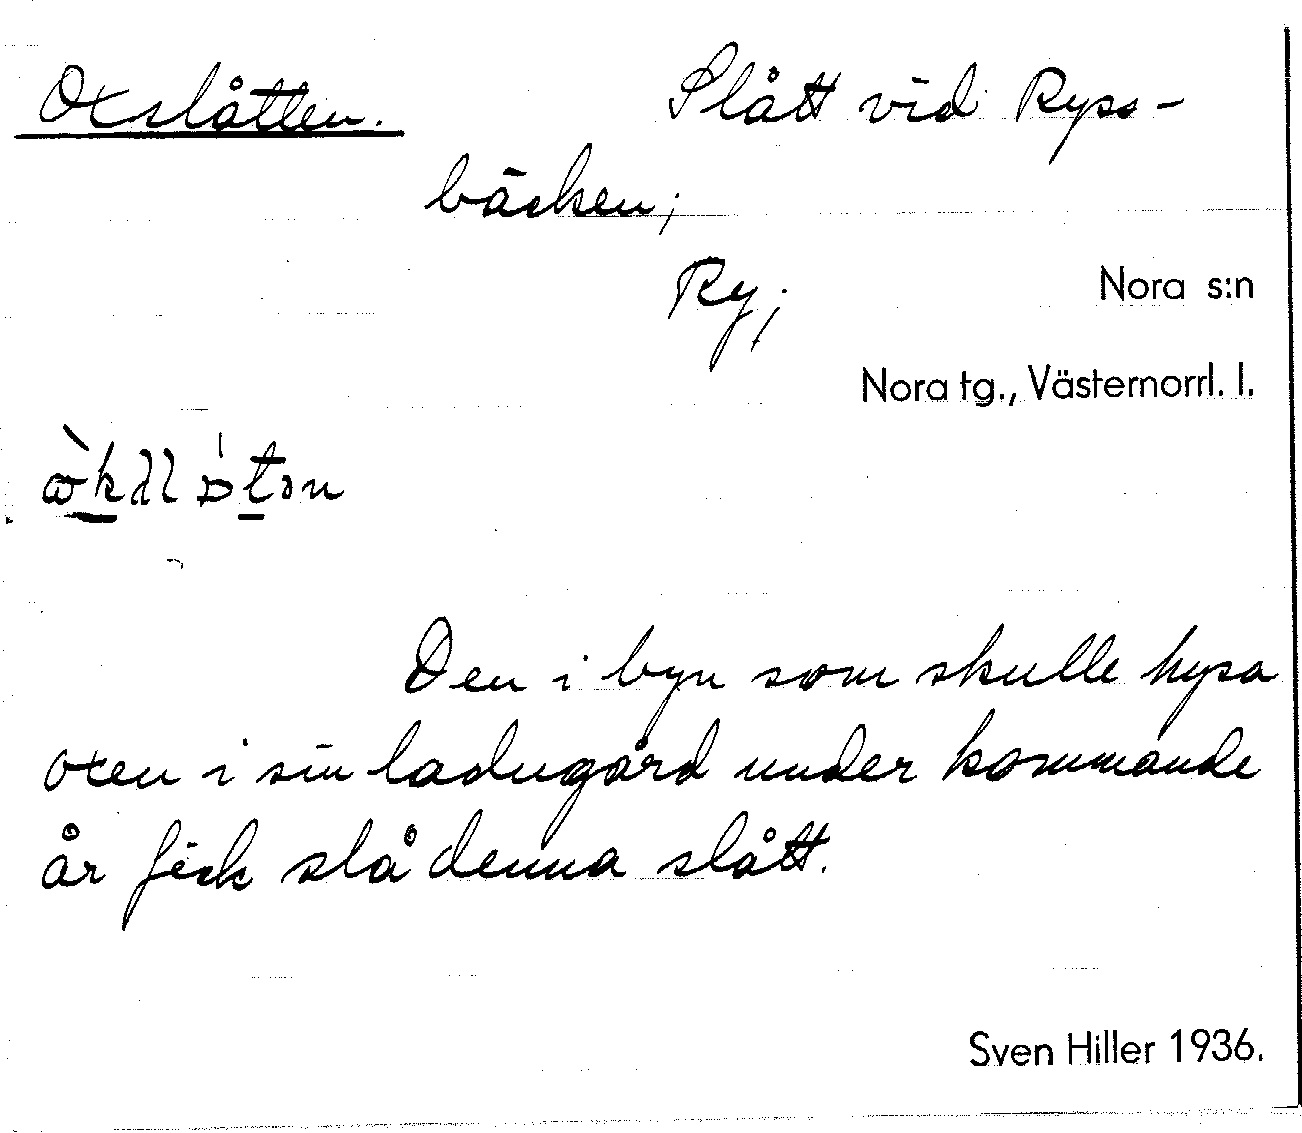 Oxslåtten. Slått vid Ryss-
bäcken;
Ry; Nora s:n
Nora tg., Västernorrl. l.
Den i byn som skulle hysa
oxen i sin ladugård under kommande
år fick slå denna slått.
Sven Hiller 1936.